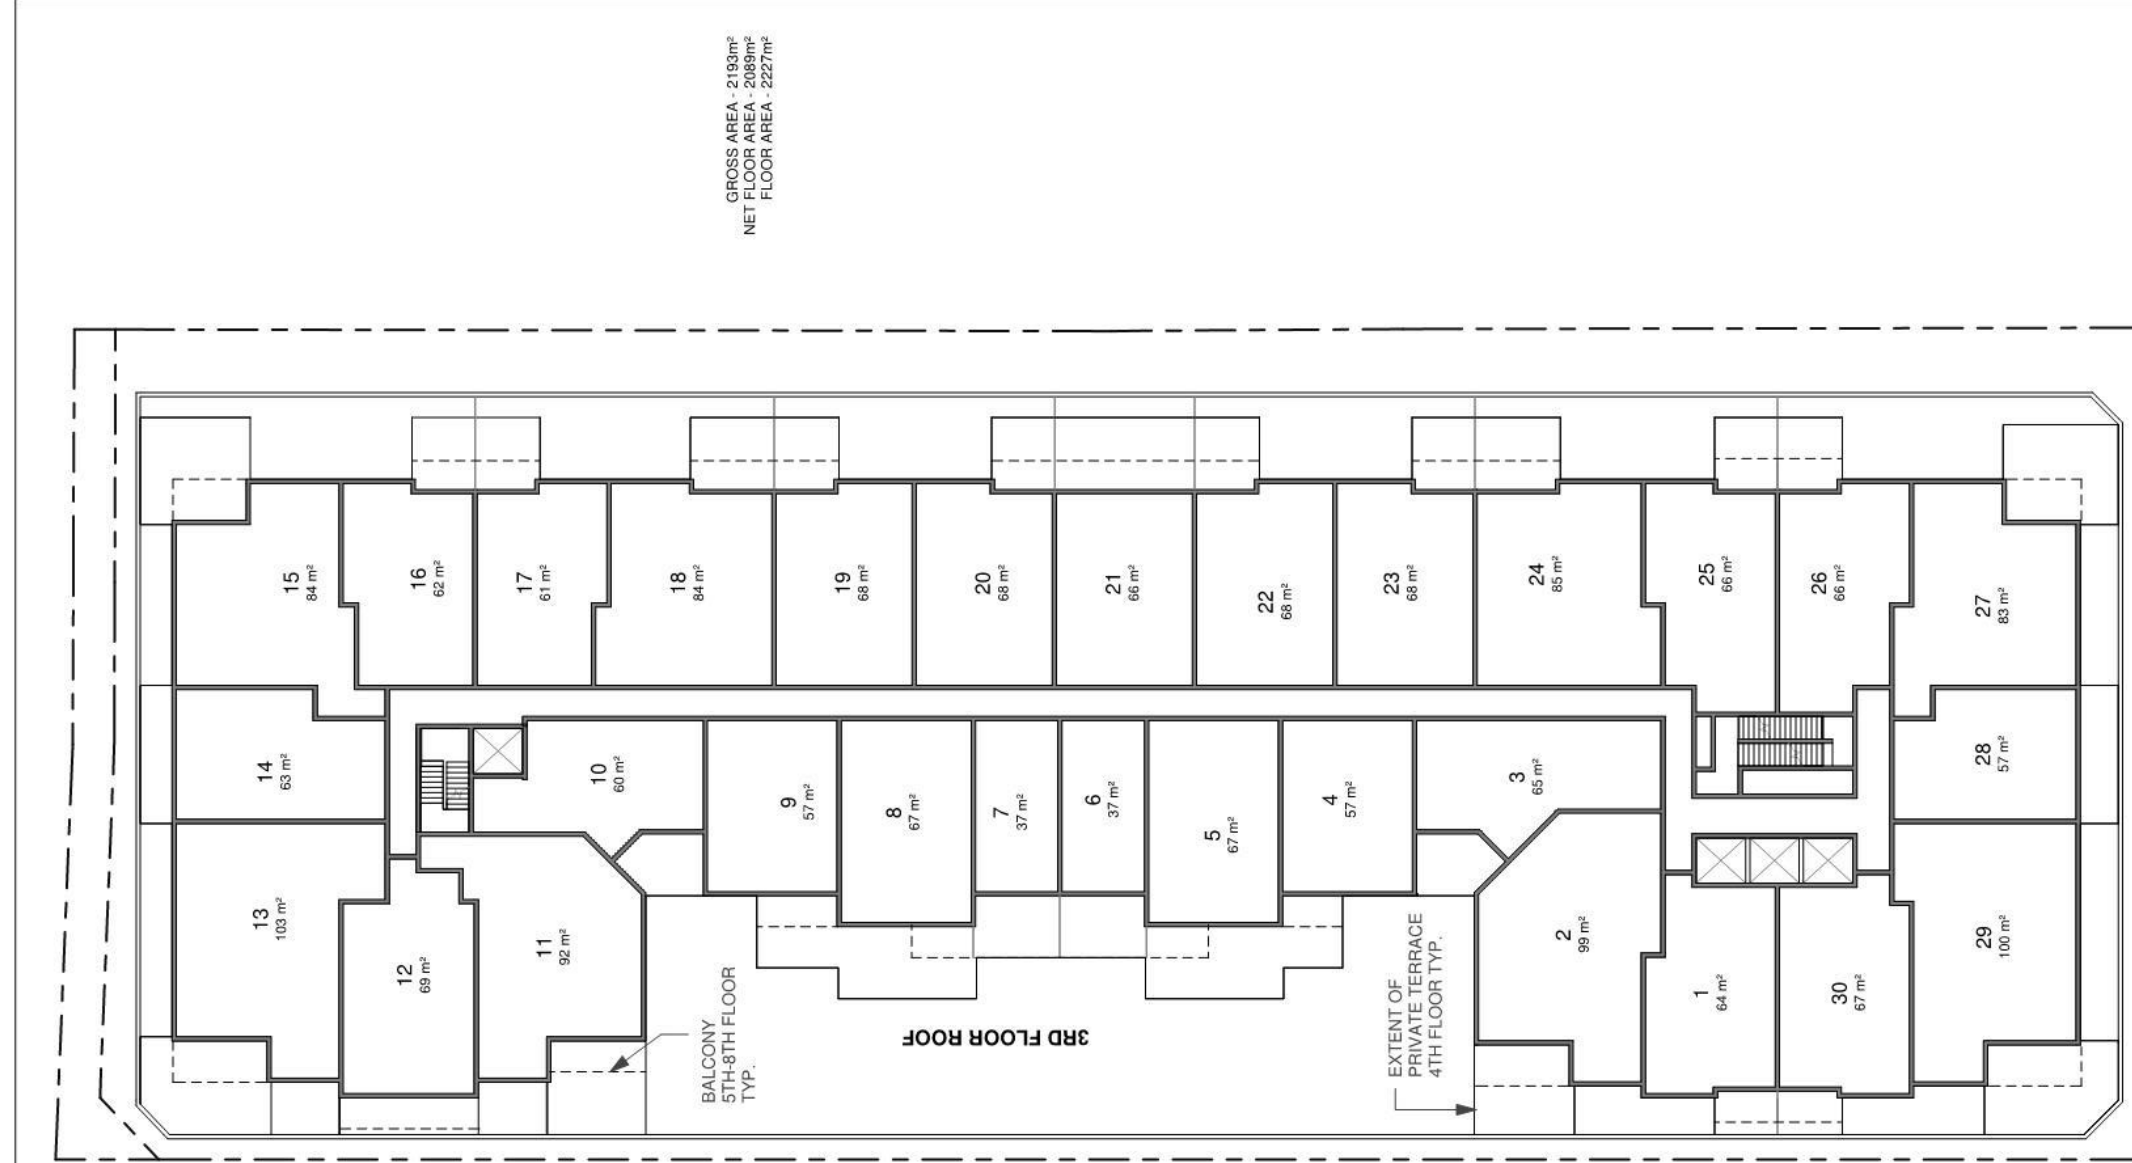 GROSS AREA - 2193m²
NET FLOOR AREA - 2089m²
FLOOR AREA - 2227m²
15
84 m²
16
62 m²
17
61 m²
18
84 m²
19
68 m²
20
68 m²
21
66 m²
22
68 m²
23
68 m²
24
85 m²
25
66 m²
26
66 m²
27
83 m²
14
63 m²
10
60 m²
9
57 m²
8
67 m²
7
37 m²
6
37 m²
5
67 m²
4
57 m²
3
65 m²
28
57 m²
13
103 m²
12
69 m²
11
92 m²
2
99 m²
1
64 m²
30
67 m²
29
100 m²
BALCONY
5TH-8TH FLOOR
TYP.
3RD FLOOR ROOF
EXTENT OF
PRIVATE TERRACE
4TH FLOOR TYP.